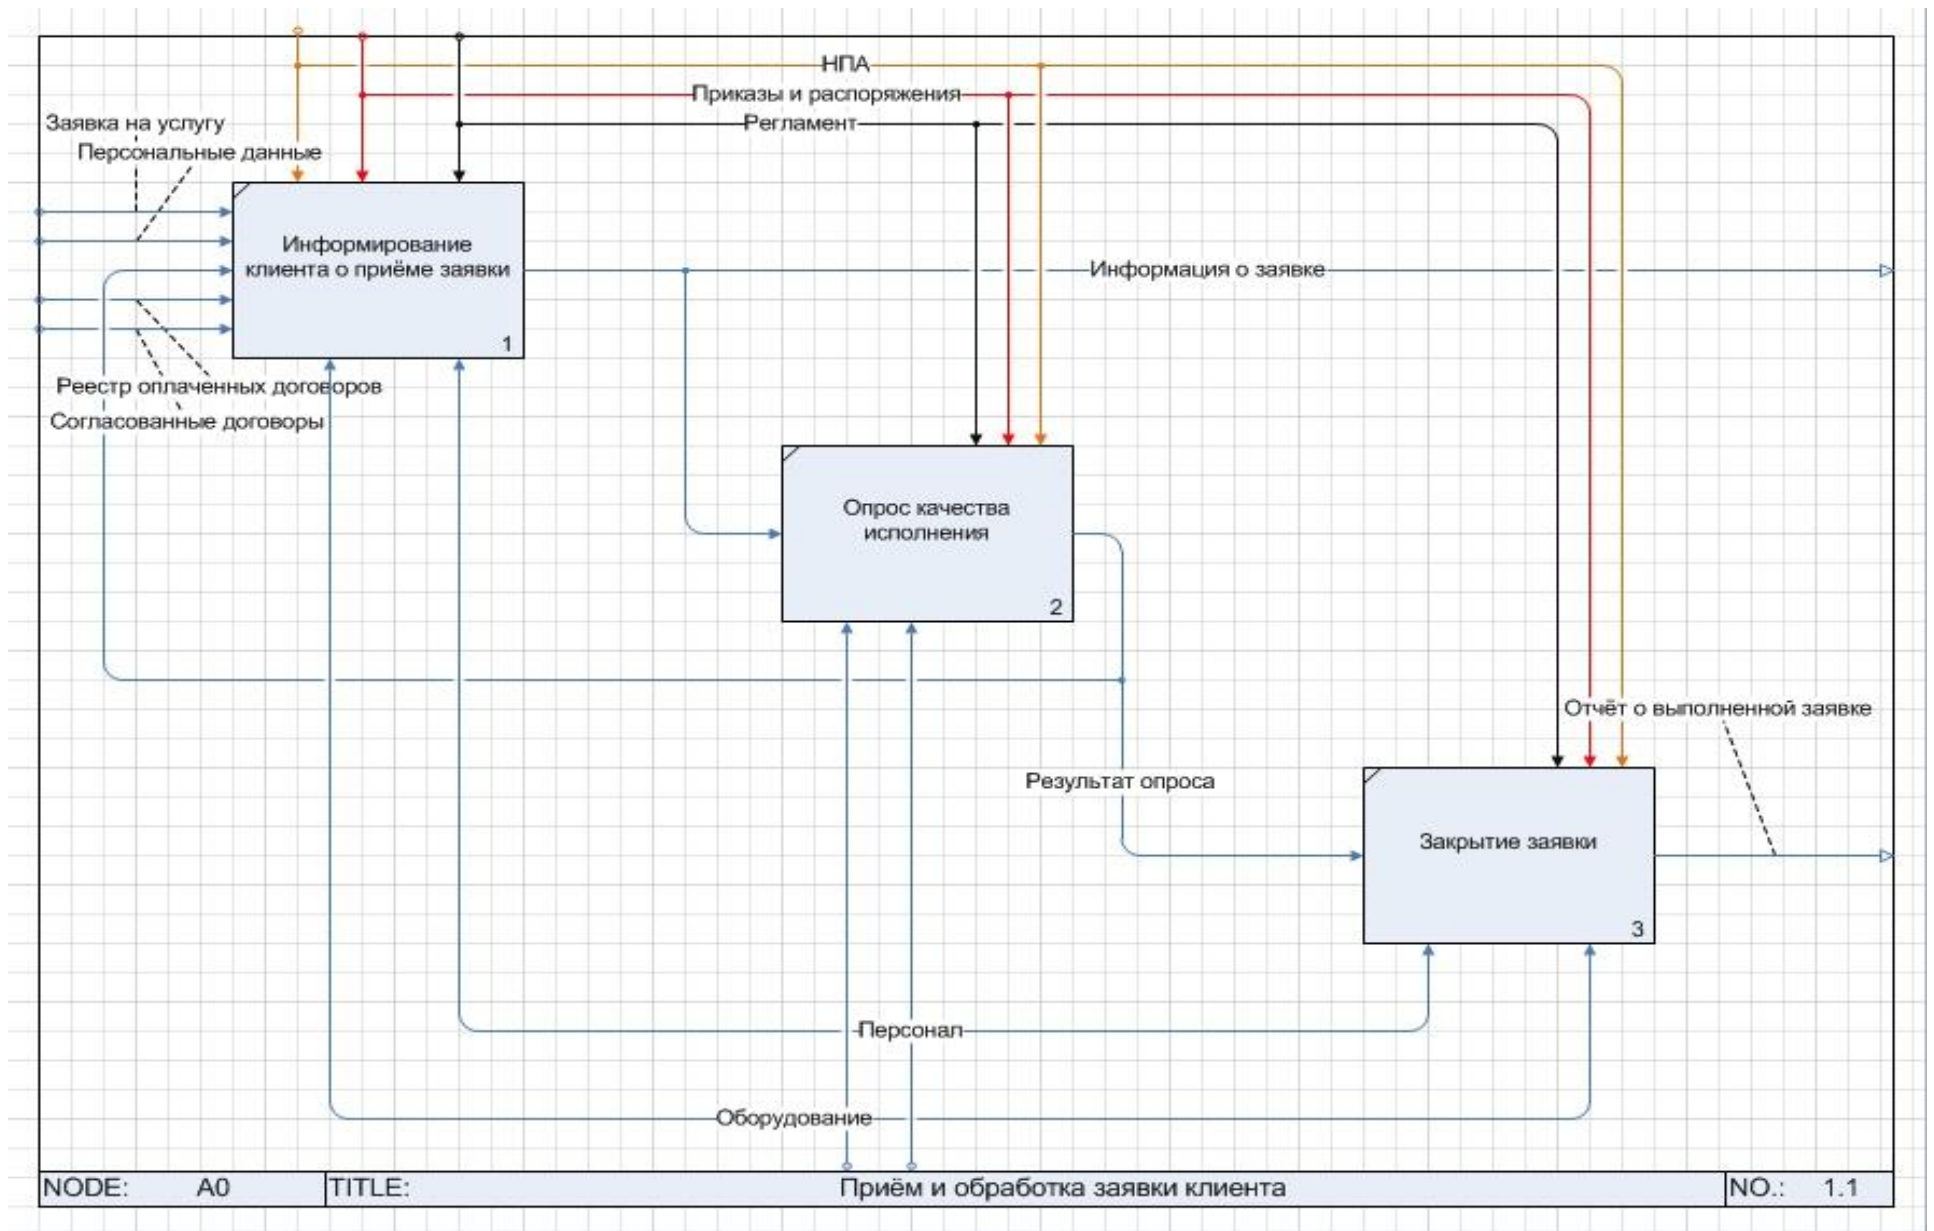 НПА
Приказы и распоряжения
Регламент
Заявка на услугу
Персональные данные
Информирование
клиента о приёме заявки
1
Информация о заявке
Реестр оплаченных договоров
Согласованные договоры
Опрос качества
исполнения
2
Отчёт о выполненной заявке
Результат опроса
Закрытие заявки
3
Персонал
Оборудование
NODE: A0 TITLE: Приём и обработка заявки клиента NO.: 1.1